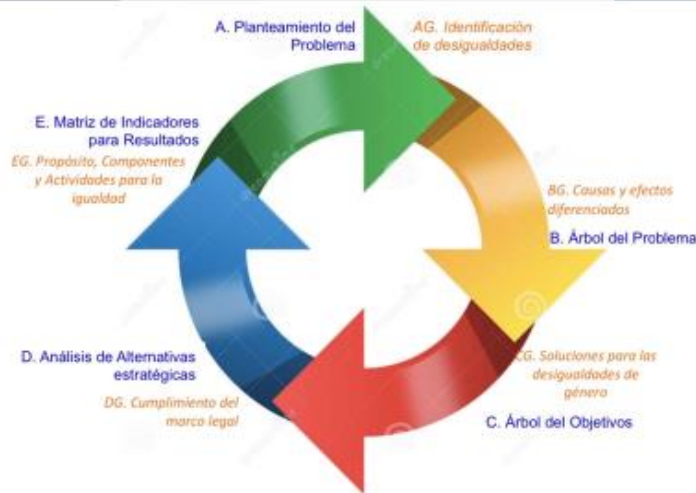 A. Planteamiento del
Problema
AG. Identificación
de desigualdades
E. Matriz de Indicadores
para Resultados
EG. Propósito, Componentes
y Actividades para la
igualdad
BG. Causas y efectos
diferenciados
B. Árbol del Problema
CG. Soluciones para las
desigualdades de
género
C. Árbol del Objetivos
D. Análisis de Alternativas
estratégicas
DG. Cumplimiento del
marco legal